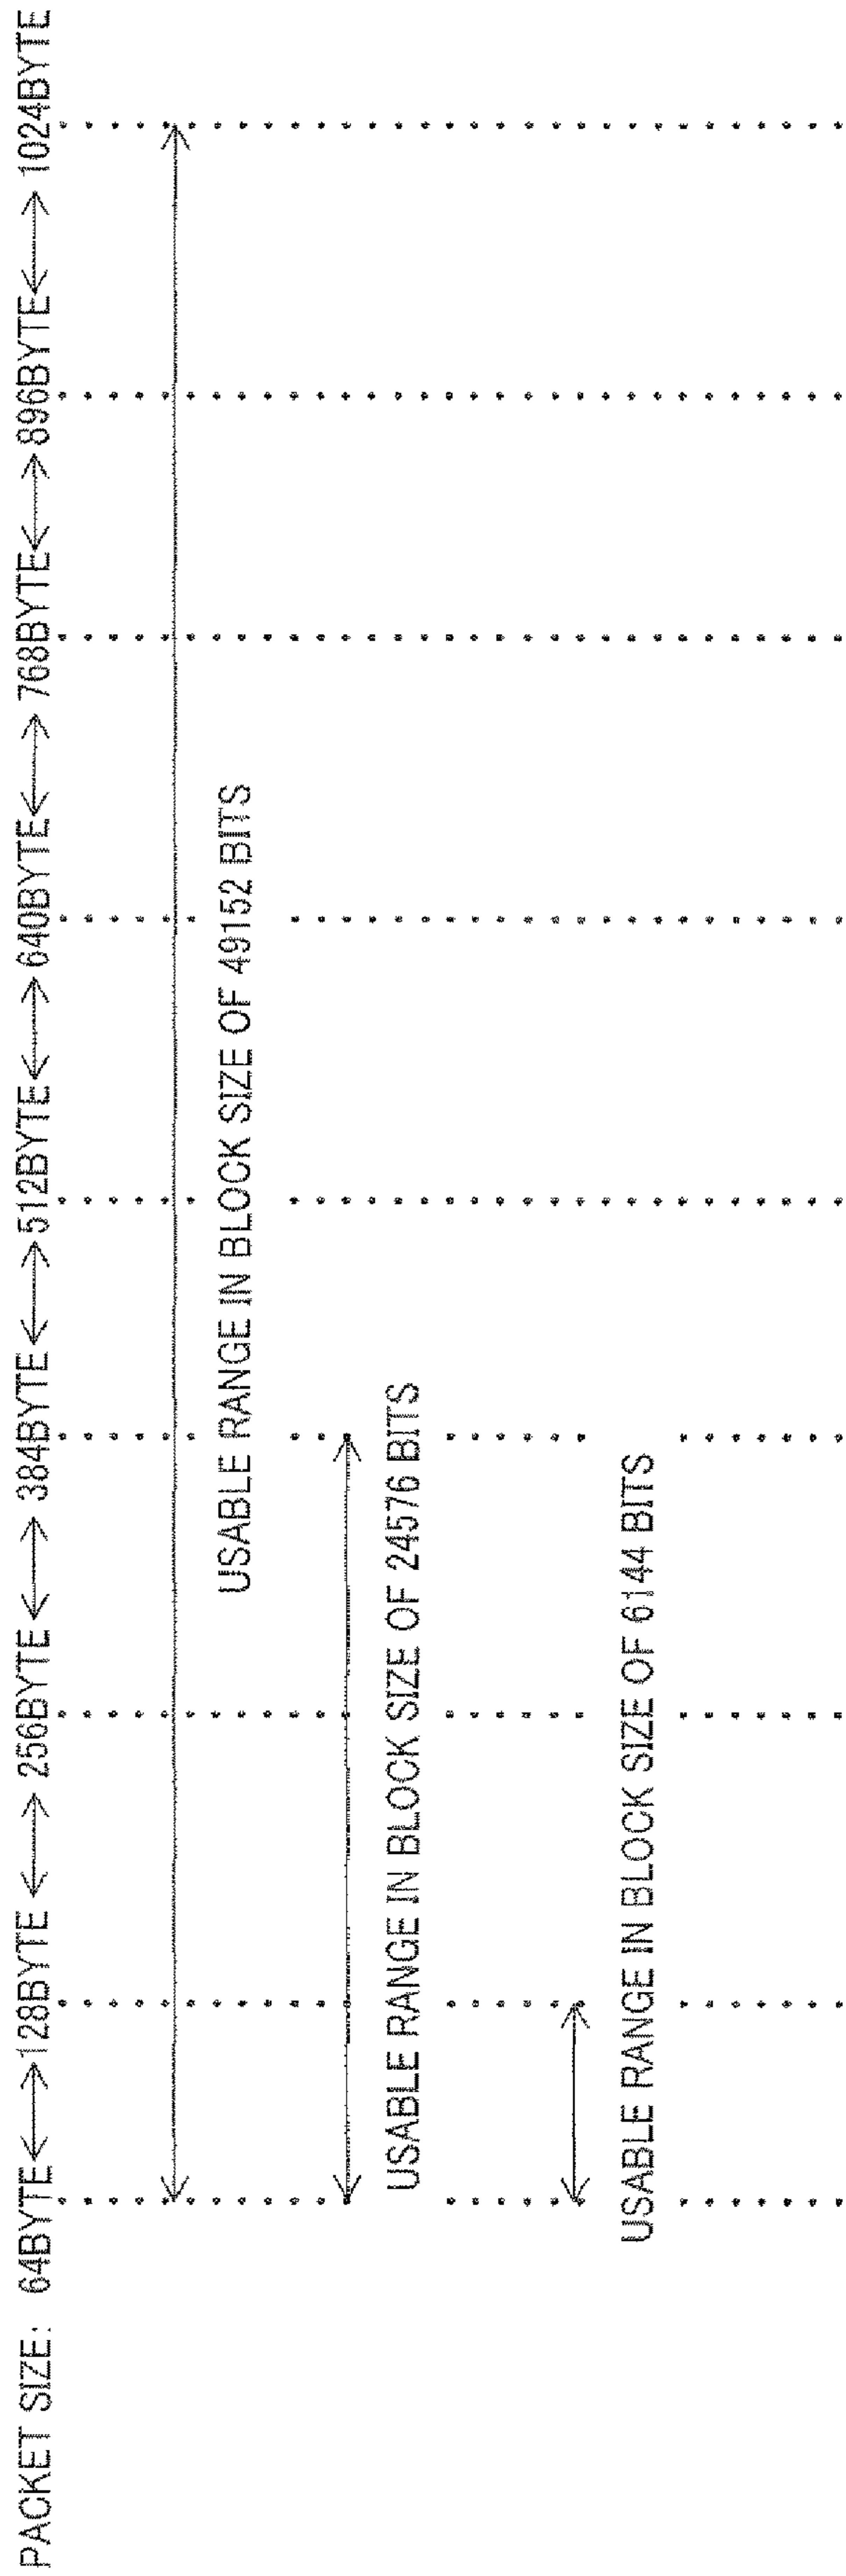 PACKET SIZE: 64BYTE 128BYTE 256BYTE 384BYTE 512BYTE 640BYTE 768BYTE 896BYTE 1024BYTE
USABLE RANGE IN BLOCK SIZE OF 49152 BITS
USABLE RANGE IN BLOCK SIZE OF 24576 BITS
USABLE RANGE IN BLOCK SIZE OF 6144 BITS